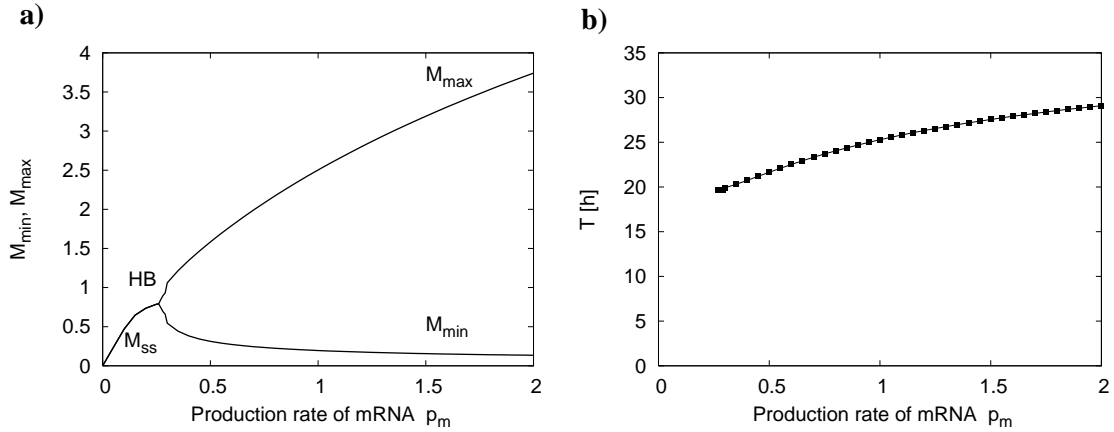 a)
4
3.5
3
2.5
2
1.5
1
0.5
0
M_min, M_max
M_max
HB
M_ss
M_min
0 0.5 1 1.5 2
Production rate of mRNA p_m
b)
35
30
25
20
15
10
5
0
T [h]
0 0.5 1 1.5 2
Production rate of mRNA p_m